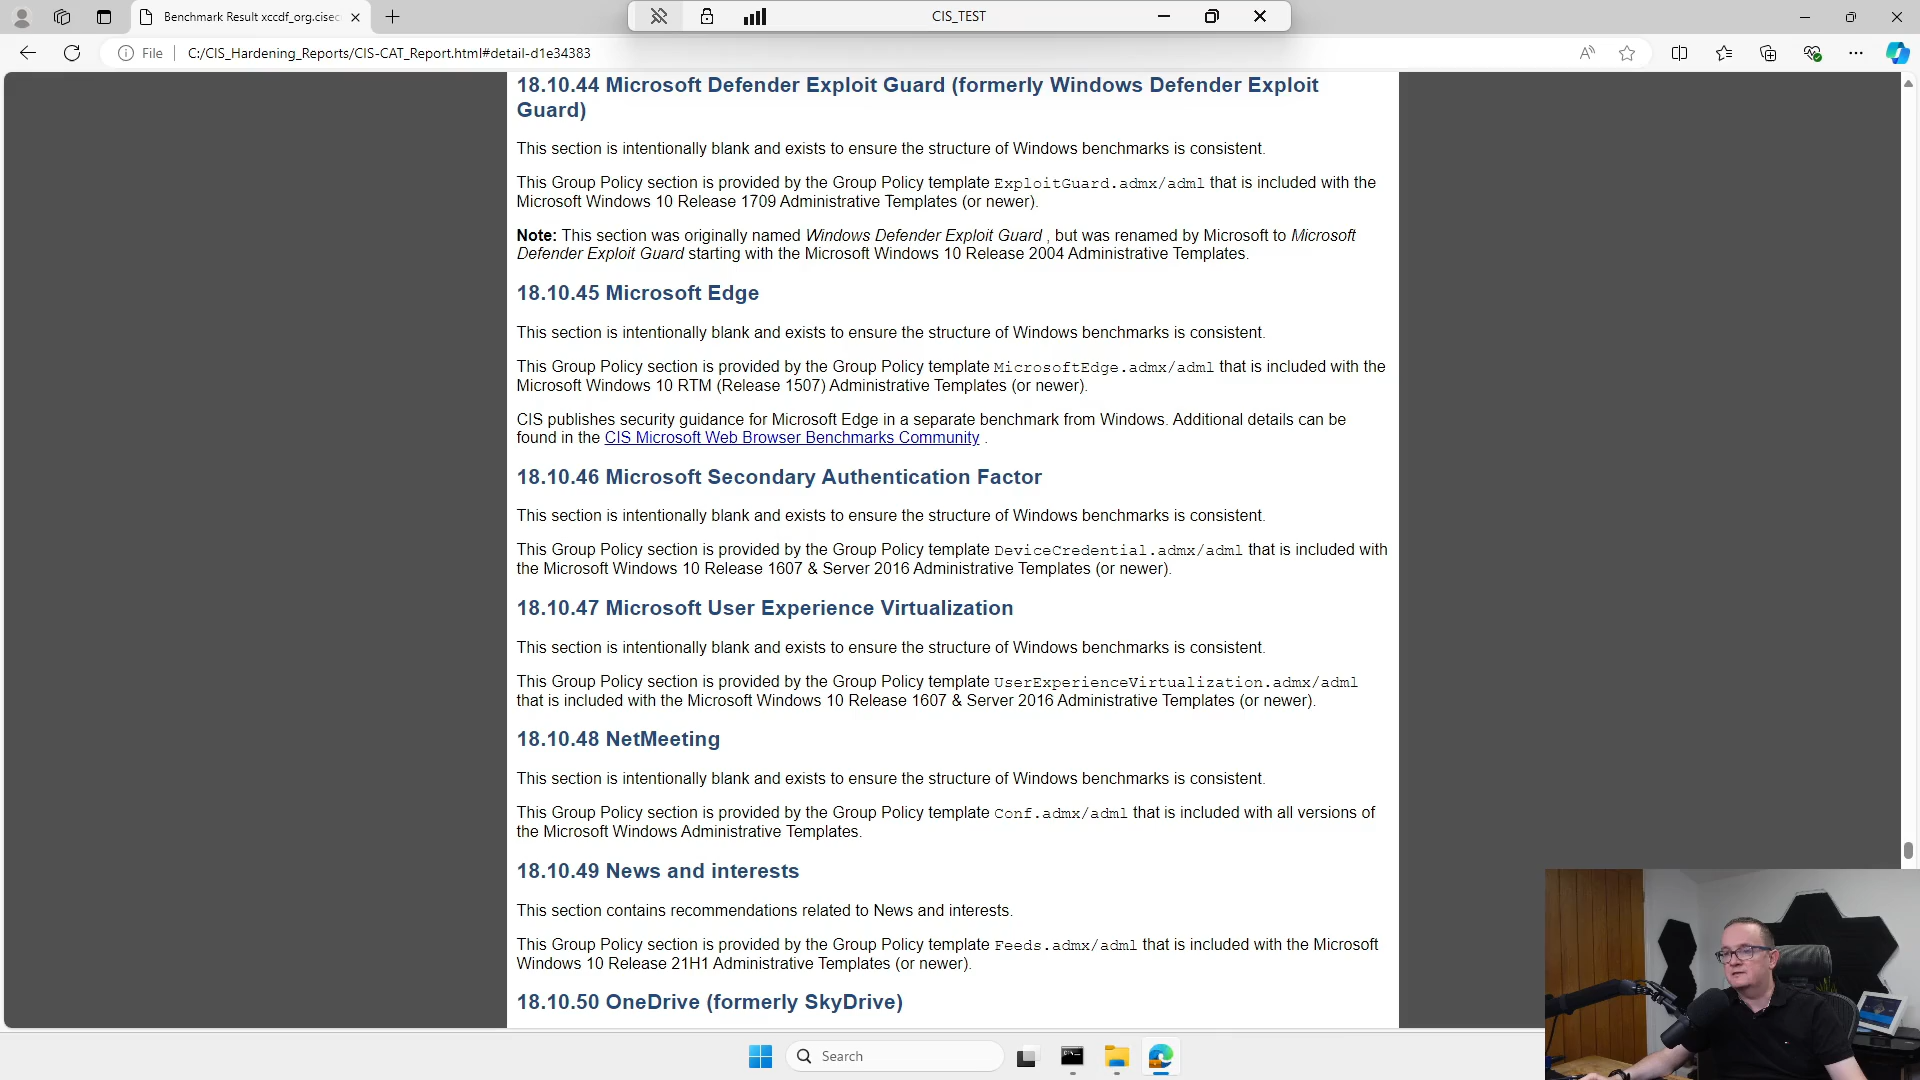 Benchmark Result xccdf_org.cisec
CIS_TEST
File
C:/CIS_Hardening_Reports/CIS-CAT_Report.html#detail-d1e34383
18.10.44 Microsoft Defender Exploit Guard (formerly Windows Defender Exploit
Guard)
This section is intentionally blank and exists to ensure the structure of Windows benchmarks is consistent.
This Group Policy section is provided by the Group Policy template ExploitGuard.admx/adml that is included with the
Microsoft Windows 10 Release 1709 Administrative Templates (or newer).
Note: This section was originally named Windows Defender Exploit Guard , but was renamed by Microsoft to Microsoft
Defender Exploit Guard starting with the Microsoft Windows 10 Release 2004 Administrative Templates.
18.10.45 Microsoft Edge
This section is intentionally blank and exists to ensure the structure of Windows benchmarks is consistent.
This Group Policy section is provided by the Group Policy template MicrosoftEdge.admx/adml that is included with the
Microsoft Windows 10 RTM (Release 1507) Administrative Templates (or newer).
CIS publishes security guidance for Microsoft Edge in a separate benchmark from Windows. Additional details can be
found in the CIS Microsoft Web Browser Benchmarks Community .
18.10.46 Microsoft Secondary Authentication Factor
This section is intentionally blank and exists to ensure the structure of Windows benchmarks is consistent.
This Group Policy section is provided by the Group Policy template DeviceCredential.admx/adml that is included with
the Microsoft Windows 10 Release 1607 & Server 2016 Administrative Templates (or newer).
18.10.47 Microsoft User Experience Virtualization
This section is intentionally blank and exists to ensure the structure of Windows benchmarks is consistent.
This Group Policy section is provided by the Group Policy template UserExperienceVirtualization.admx/adml
that is included with the Microsoft Windows 10 Release 1607 & Server 2016 Administrative Templates (or newer).
18.10.48 NetMeeting
This section is intentionally blank and exists to ensure the structure of Windows benchmarks is consistent.
This Group Policy section is provided by the Group Policy template Conf.admx/adml that is included with all versions of
the Microsoft Windows Administrative Templates.
18.10.49 News and interests
This section contains recommendations related to News and interests.
This Group Policy section is provided by the Group Policy template Feeds.admx/adml that is included with the Microsoft
Windows 10 Release 21H1 Administrative Templates (or newer).
18.10.50 OneDrive (formerly SkyDrive)
Search